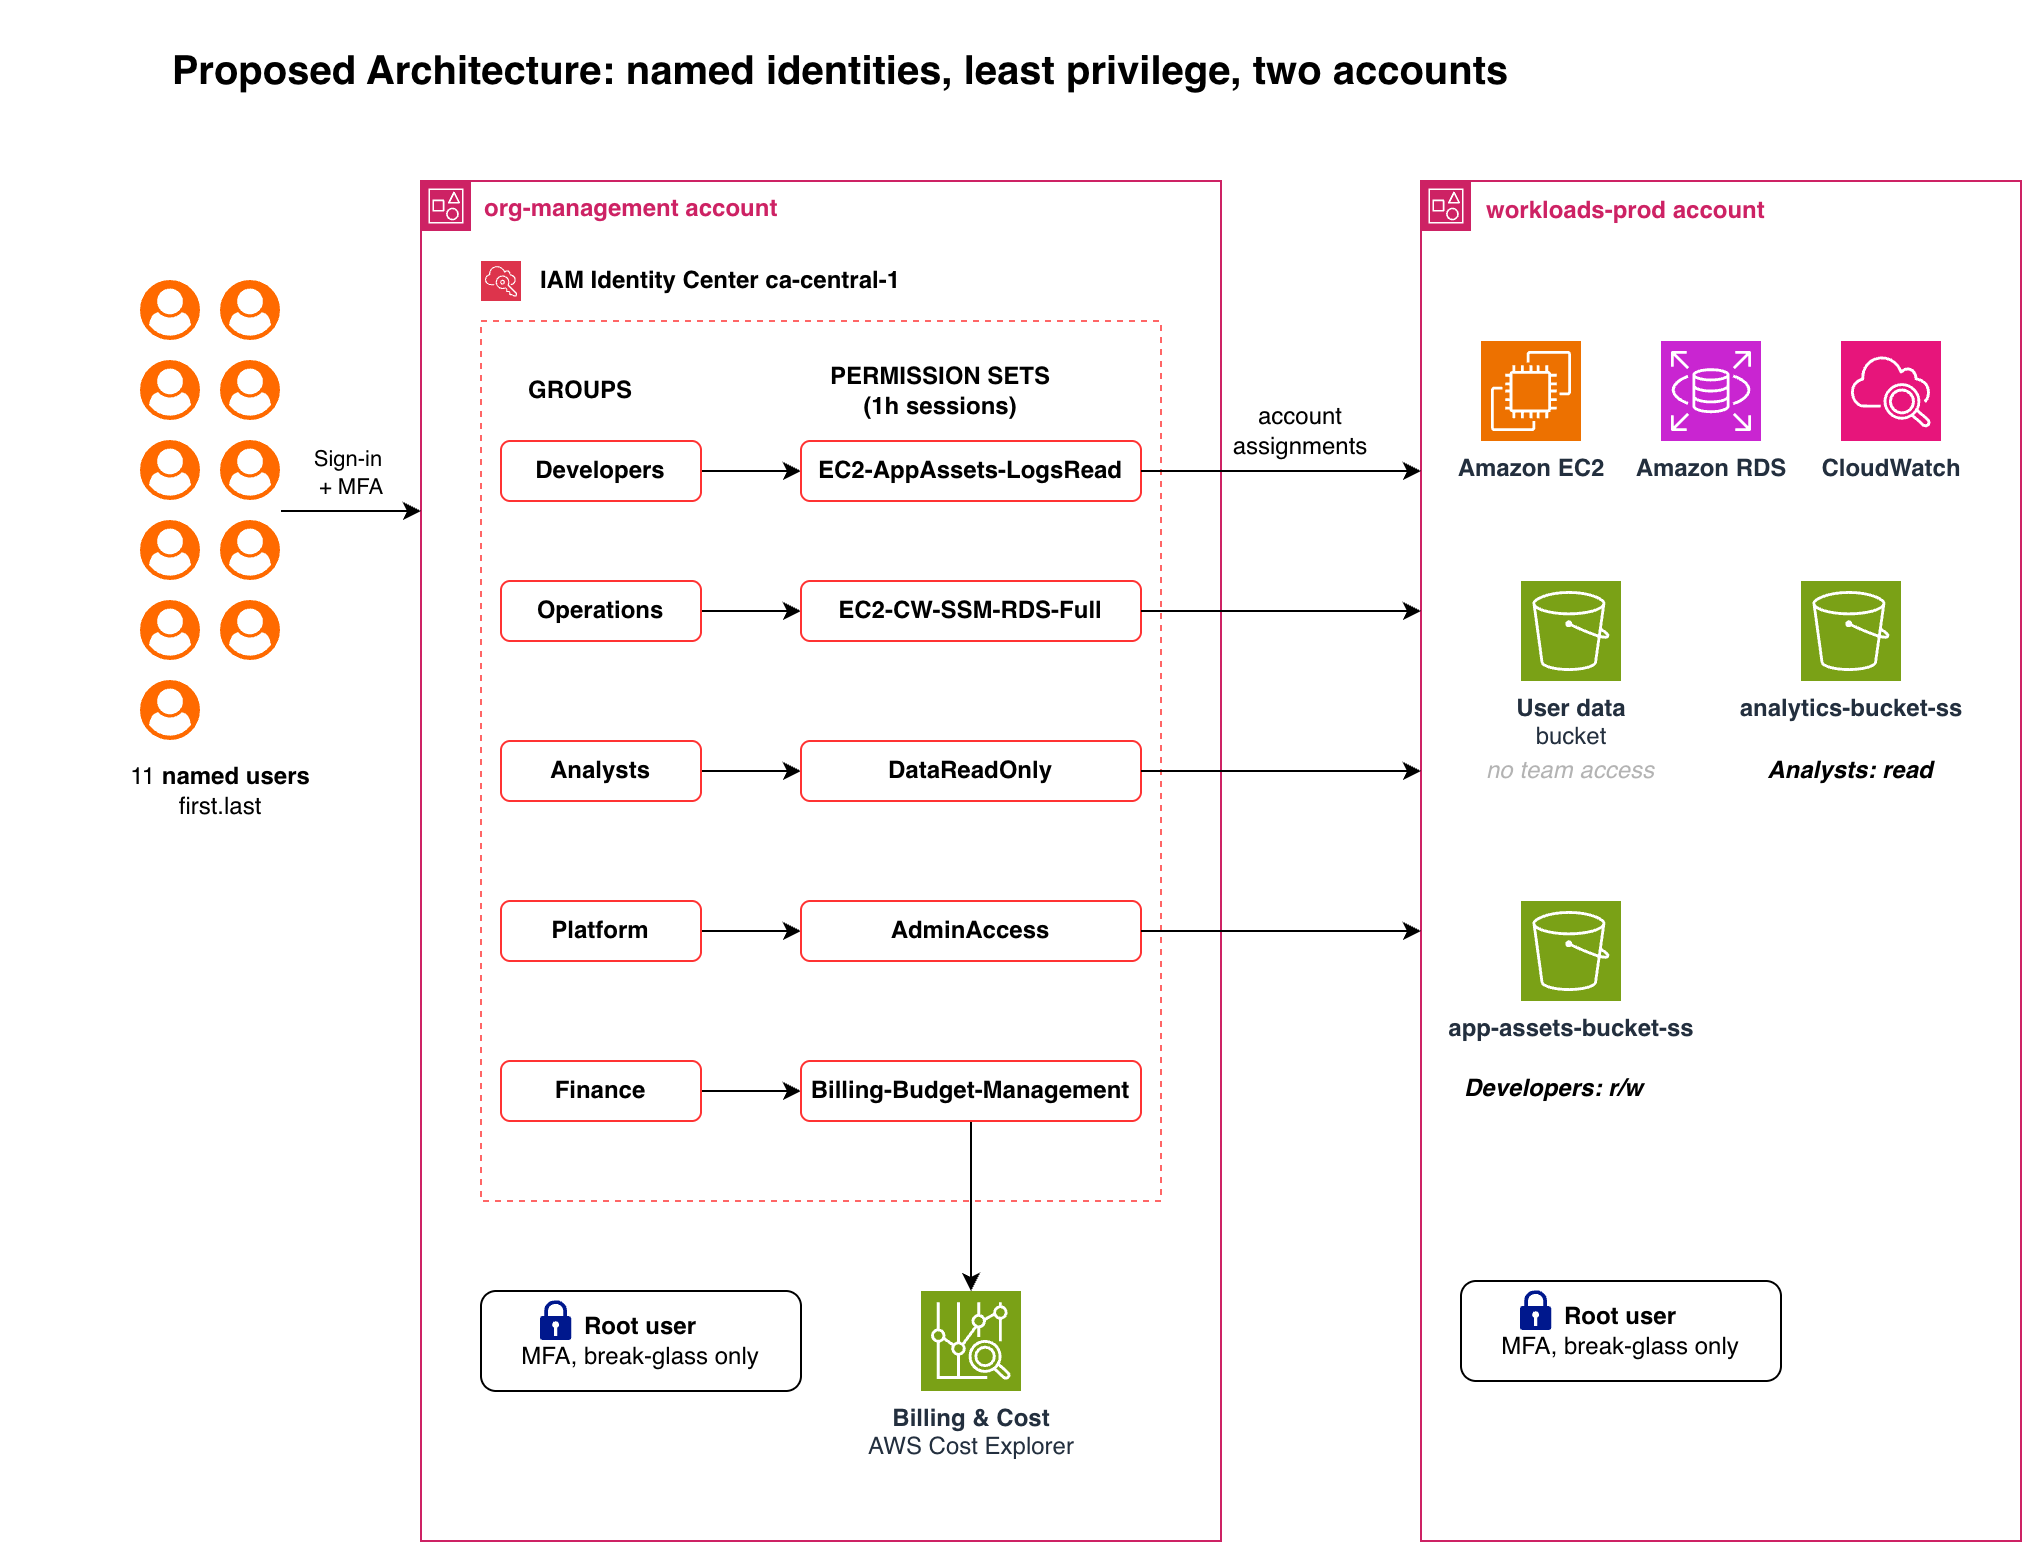 Proposed Architecture: named identities, least privilege, two accounts
org-management account
IAM Identity Center ca-central-1
GROUPS
PERMISSION SETS
(1h sessions)
Sign-in
+ MFA
11 named users
first.last
Developers
EC2-AppAssets-LogsRead
Operations
EC2-CW-SSM-RDS-Full
Analysts
DataReadOnly
Platform
AdminAccess
Finance
Billing-Budget-Management
Root user
MFA, break-glass only
Billing & Cost
AWS Cost Explorer
account
assignments
workloads-prod account
Amazon EC2
Amazon RDS
CloudWatch
User data
bucket
no team access
analytics-bucket-ss
Analysts: read
app-assets-bucket-ss
Developers: r/w
Root user
MFA, break-glass only